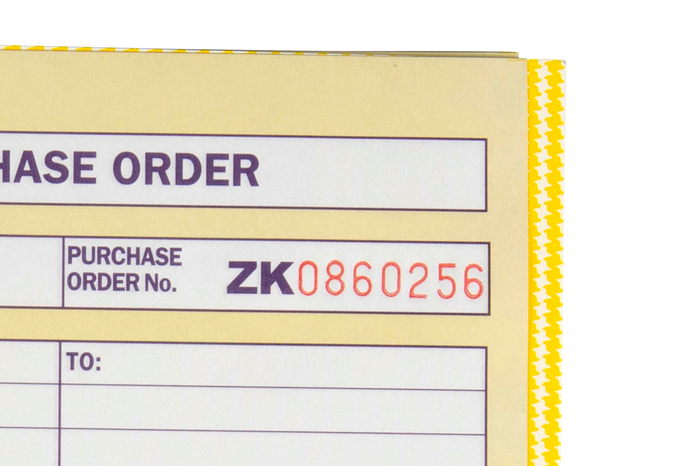 HASE ORDER
PURCHASE
ORDER No. ZK0860256
TO: